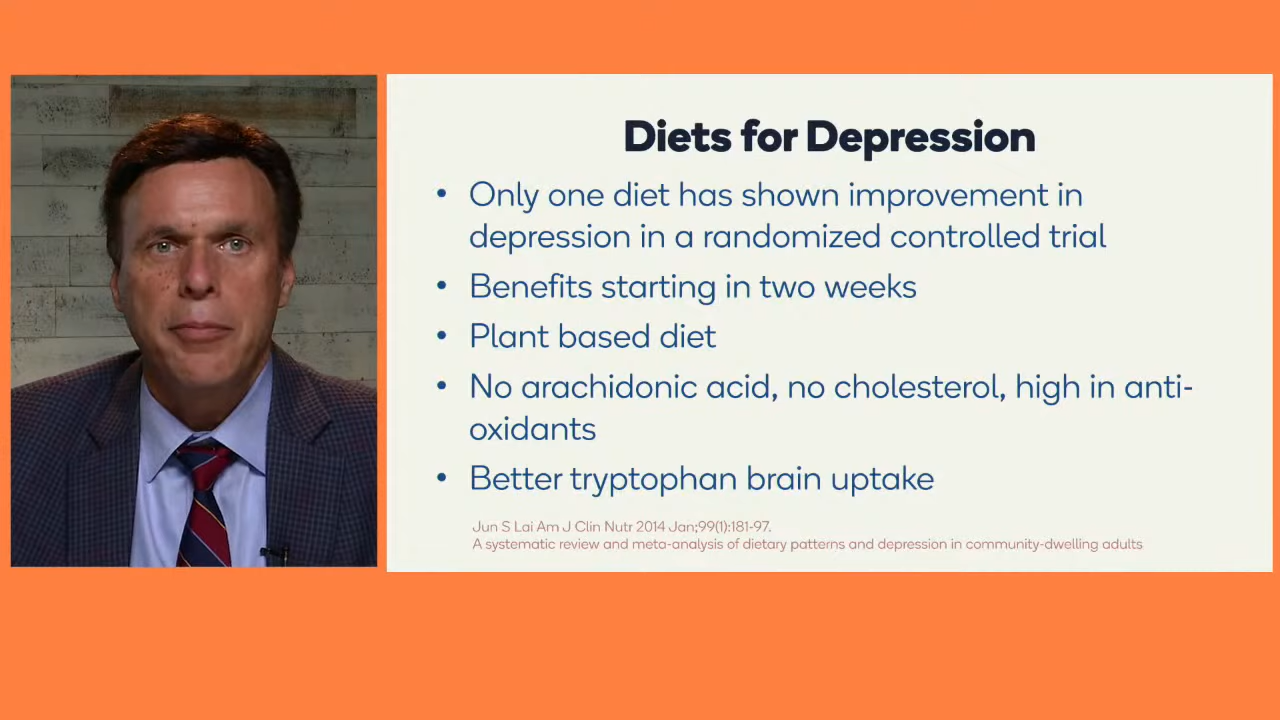 Diets for Depression
• Only one diet has shown improvement in
depression in a randomized controlled trial
• Benefits starting in two weeks
• Plant based diet
• No arachidonic acid, no cholesterol, high in anti-
oxidants
• Better tryptophan brain uptake
Jun S Lai Am J Clin Nutr 2014 Jan;99(1):181-97.
A systematic review and meta-analysis of dietary patterns and depression in community-dwelling adults